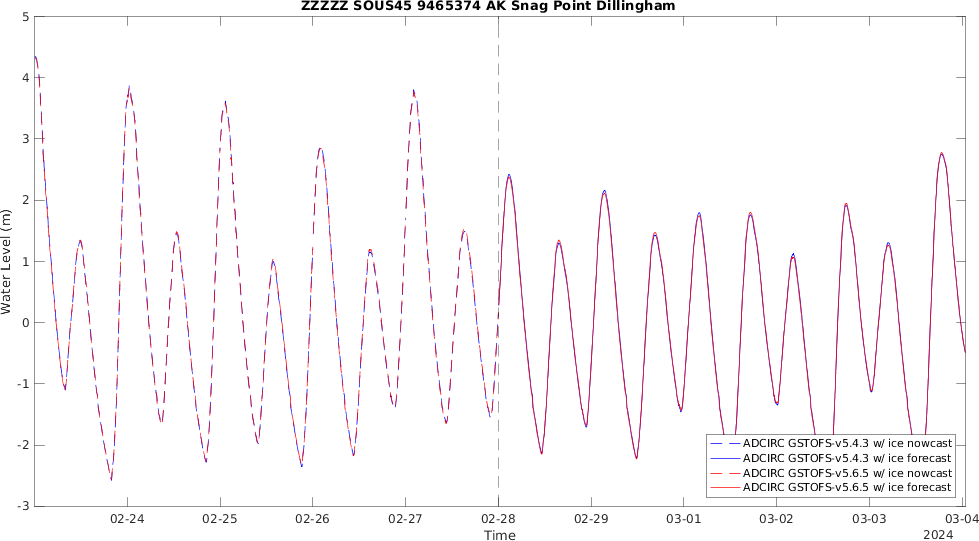 ZZZZZ SOUS45 9465374 AK Snag Point Dillingham
5
4
3
2
1
0
-1
-2
-3
Water Level (m)
ADCIRC GSTOFS-v5.4.3 w/ ice nowcast
ADCIRC GSTOFS-v5.4.3 w/ ice forecast
ADCIRC GSTOFS-v5.6.5 w/ ice nowcast
ADCIRC GSTOFS-v5.6.5 w/ ice forecast
02-24 02-25 02-26 02-27 02-28 02-29 03-01 03-02 03-03 03-04
Time
2024